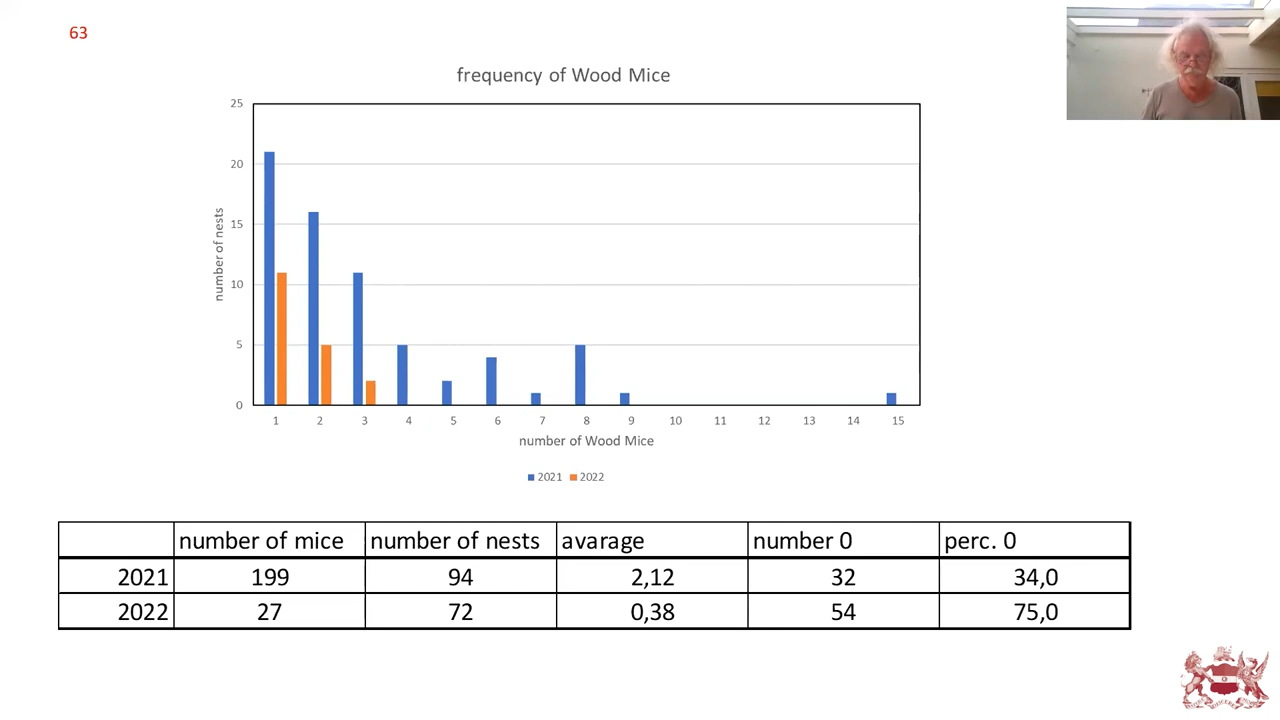 63
frequency of Wood Mice
25
20
15
10
5
0
number of nests
1 2 3 4 5 6 7 8 9 10 11 12 13 14 15
number of Wood Mice
2021 2022
number of mice number of nests avarage number 0 perc. 0
2021 199 94 2,12 32 34,0
2022 27 72 0,38 54 75,0